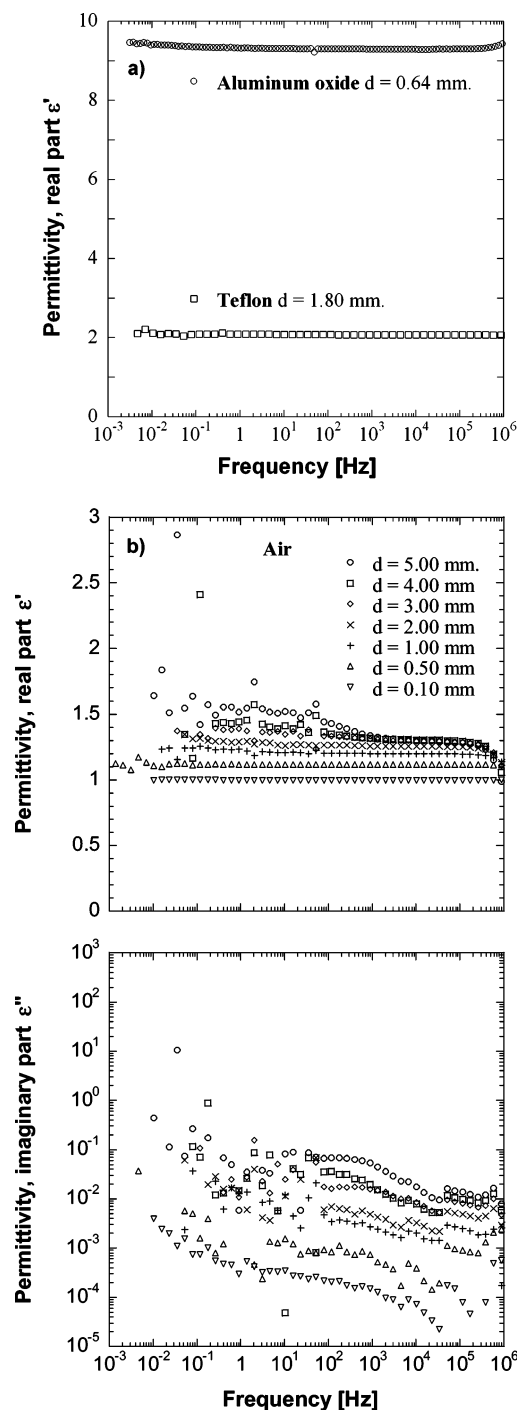 10
8
6
4
2
0
Permittivity, real part ε'
a)
Aluminum oxide d = 0.64 mm.
Teflon d = 1.80 mm.
10⁻³ 10⁻² 10⁻¹ 1 10¹ 10² 10³ 10⁴ 10⁵ 10⁶
Frequency [Hz]
3
2.5
2
1.5
1
0.5
0
Permittivity, real part ε'
b)
Air
d = 5.00 mm.
d = 4.00 mm
d = 3.00 mm
d = 2.00 mm
d = 1.00 mm
d = 0.50 mm
d = 0.10 mm
10³
10²
10¹
10⁰
10⁻¹
10⁻²
10⁻³
10⁻⁴
10⁻⁵
Permittivity, imaginary part ε"
10⁻³ 10⁻² 10⁻¹ 1 10¹ 10² 10³ 10⁴ 10⁵ 10⁶
Frequency [Hz]